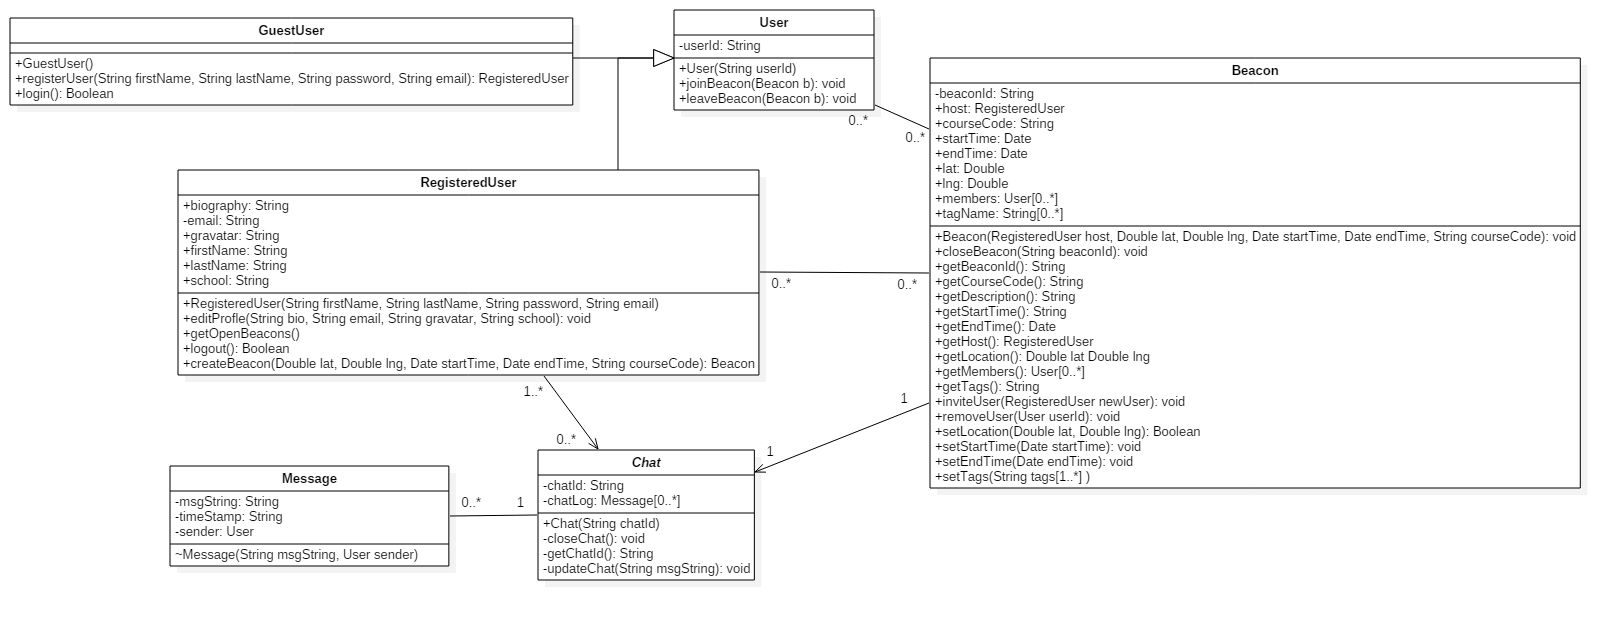 GuestUser
+GuestUser()
+registerUser(String firstName, String lastName, String password, String email): RegisteredUser
+login(): Boolean
User
-userId: String
+User(String userId)
+joinBeacon(Beacon b): void
+leaveBeacon(Beacon b): void
0..*
0..*
Beacon
-beaconId: String
+host: RegisteredUser
+courseCode: String
+startTime: Date
+endTime: Date
+lat: Double
+lng: Double
+members: User[0..*]
+tagName: String[0..*]
+Beacon(RegisteredUser host, Double lat, Double lng, Date startTime, Date endTime, String courseCode): void
+closeBeacon(String beaconId): void
+getBeaconId(): String
+getCourseCode(): String
+getDescription(): String
+getStartTime(): String
+getEndTime(): Date
+getHost(): RegisteredUser
+getLocation(): Double lat Double lng
+getMembers(): User[0..*]
+getTags(): String
+inviteUser(RegisteredUser newUser): void
+removeUser(User userId): void
+setLocation(Double lat, Double lng): Boolean
+setStartTime(Date startTime): void
+setEndTime(Date endTime): void
+setTags(String tags[1..*] )
RegisteredUser
+biography: String
-email: String
+gravatar: String
+firstName: String
+lastName: String
+school: String
+RegisteredUser(String firstName, String lastName, String password, String email)
+editProfle(String bio, String email, String gravatar, String school): void
+getOpenBeacons()
+logout(): Boolean
+createBeacon(Double lat, Double lng, Date startTime, Date endTime, String courseCode): Beacon
0..*
0..*
1..*
0..*
1
1
Message
-msgString: String
-timeStamp: String
-sender: User
~Message(String msgString, User sender)
0..*
1
Chat
-chatId: String
-chatLog: Message[0..*]
+Chat(String chatId)
-closeChat(): void
-getChatId(): String
-updateChat(String msgString): void